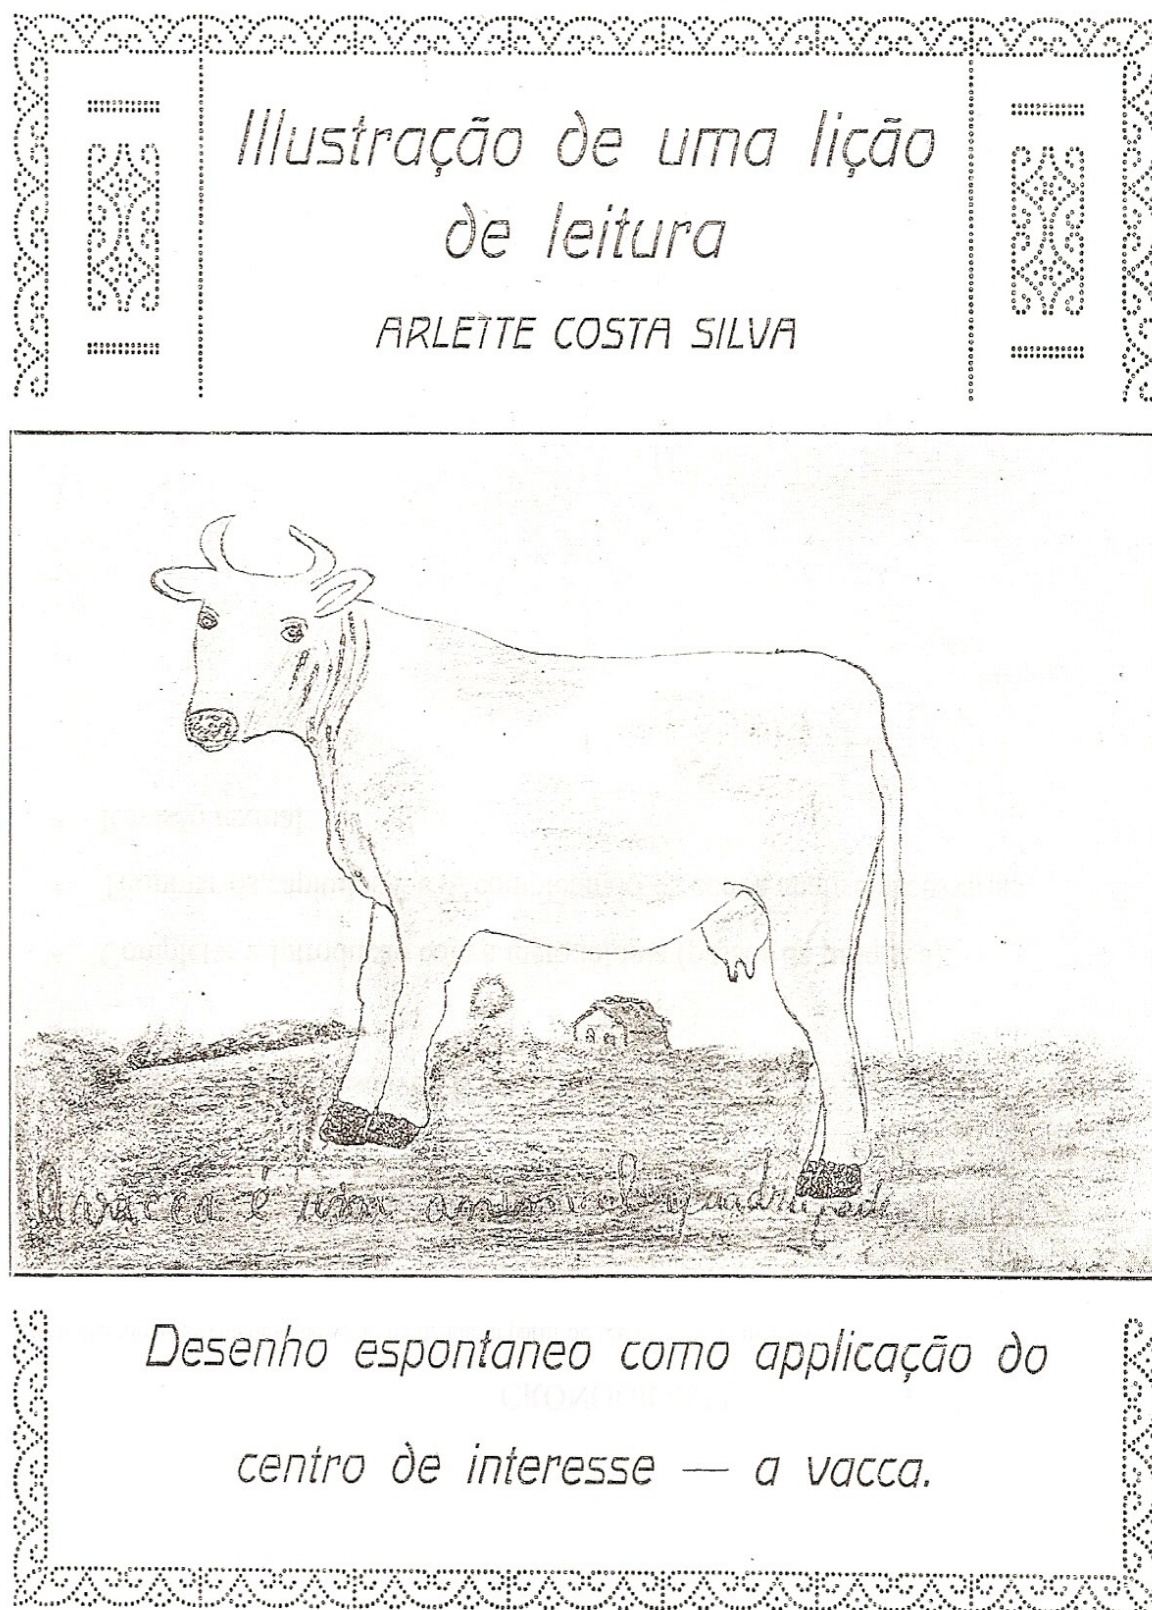 Illustração de uma lição
de leitura
ARLETTE COSTA SILVA
A vacca é um animal quadrupede
Desenho espontaneo como applicação do
centro de interesse — a vacca.